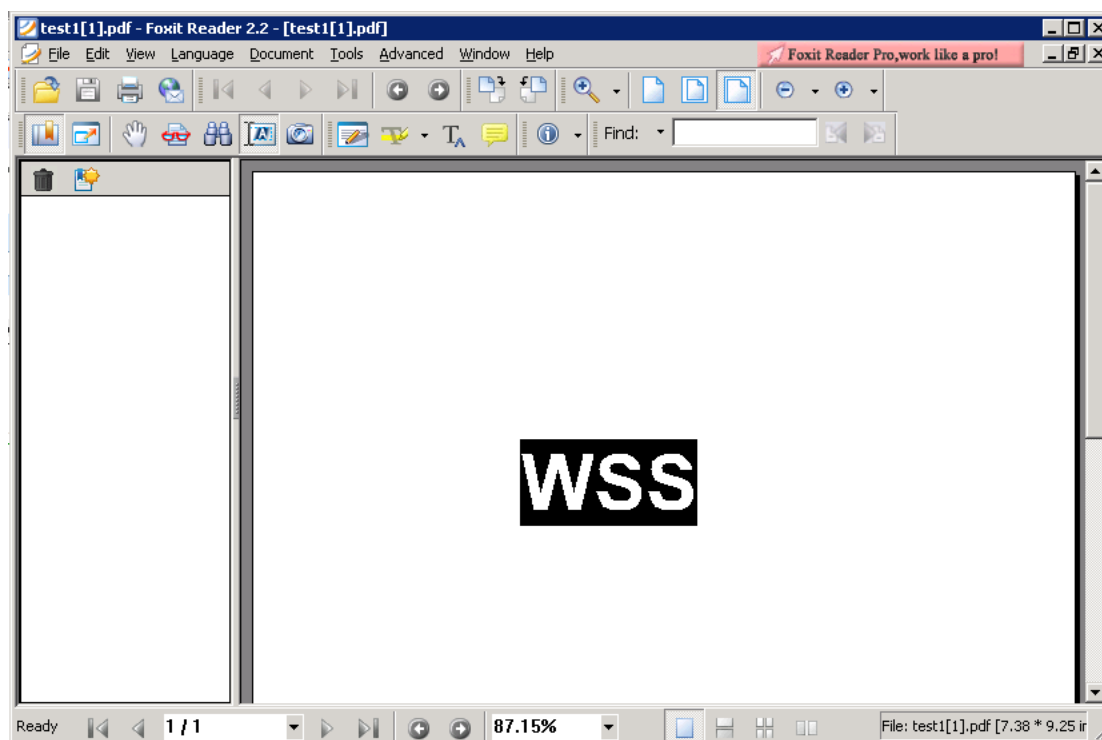 test1[1].pdf - Foxit Reader 2.2 - [test1[1].pdf]
File Edit View Language Document Tools Advanced Window Help Foxit Reader Pro,work like a pro!
Find:
WSS
Ready 1 / 1 87.15% File: test1[1].pdf [7.38 * 9.25 in